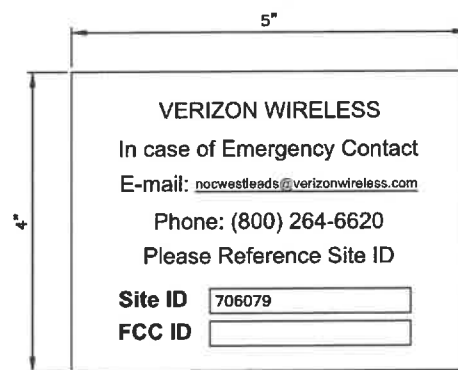 5"
4"
VERIZON WIRELESS
In case of Emergency Contact
E-mail: nocwestleads@verizonwireless.com
Phone: (800) 264-6620
Please Reference Site ID
Site ID 706079
FCC ID